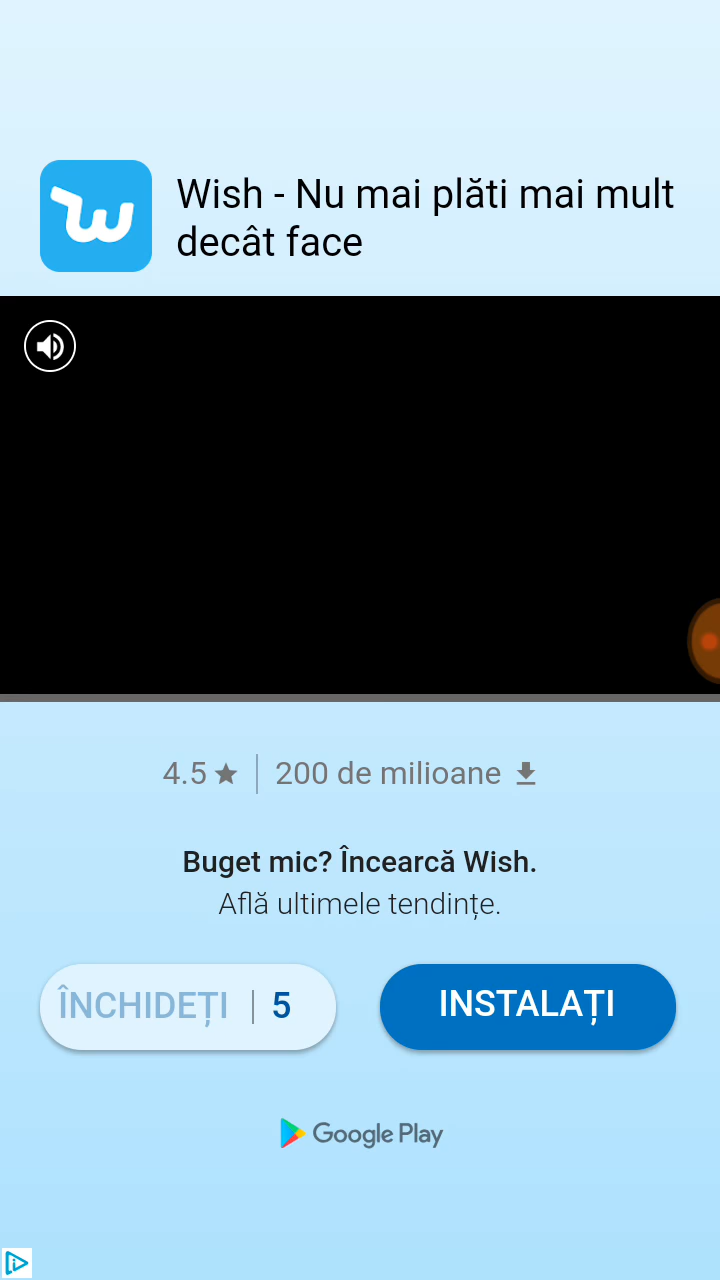 Wish - Nu mai plăti mai mult
decât face
4.5
200 de milioane
Buget mic? Încearcă Wish.
Află ultimele tendințe.
ÎNCHIDEȚI | 5
INSTALAȚI
Google Play